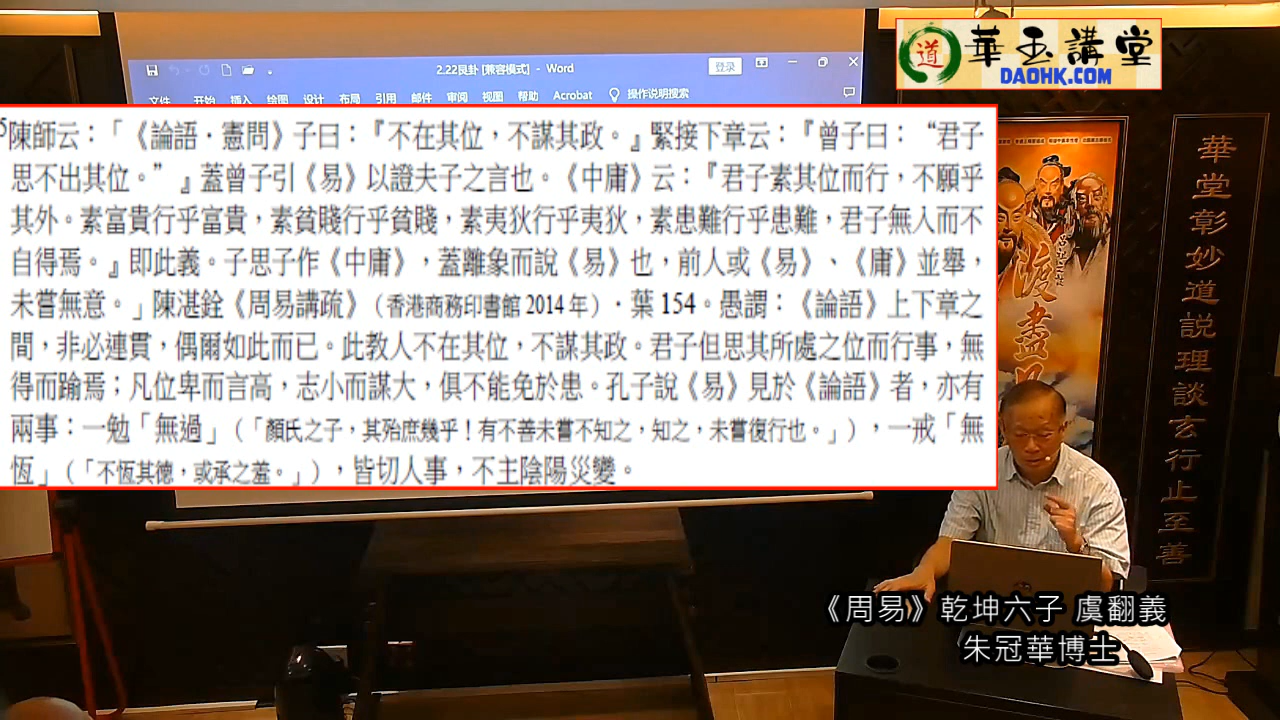 華玉講堂
DAOHK.COM
2.22艮卦 [兼容模式] - Word
登录
文件 开始 插入 绘图 设计 布局 引用 邮件 审阅 视图 帮助 Acrobat 操作说明搜索
5陳師云：「《論語·憲問》子曰：『不在其位，不謀其政。』緊接下章云：『曾子曰：“君子
思不出其位。”』蓋曾子引《易》以證夫子之言也。《中庸》云：『君子素其位而行，不願乎
其外。素富貴行乎富貴，素貧賤行乎貧賤，素夷狄行乎夷狄，素患難行乎患難，君子無入而不
自得焉。』即此義。子思子作《中庸》，蓋離象而說《易》也，前人或《易》、《庸》並舉，
未嘗無意。」陳湛銓《周易講疏》（香港商務印書館 2014 年）·葉 154。愚謂：《論語》上下章之
間，非必連貫，偶爾如此而已。此教人不在其位，不謀其政。君子但思其所處之位而行事，無
得而踰焉；凡位卑而言高，志小而謀大，俱不能免於患。孔子說《易》見於《論語》者，亦有
兩事：一勉「無過」（「顏氏之子，其殆庶幾乎！有不善未嘗不知之，知之，未嘗復行也。」），一戒「無
恆」（「不恆其德，或承之羞。」），皆切人事，不主陰陽災變。
渡盡
華堂彰妙道説理談玄行止至善
《周易》乾坤六子 虞翻義
朱冠華博士